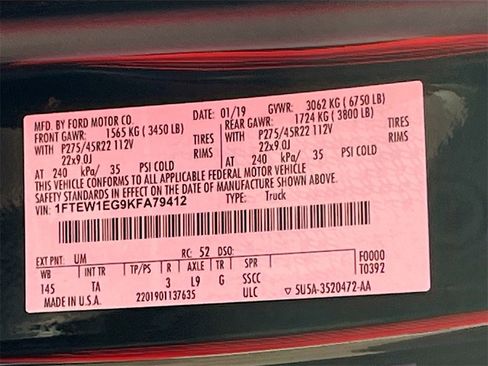 MFD. BY FORD MOTOR CO. DATE: 01/19 GVWR: 3062 KG ( 6750 LB)
FRONT GAWR: 1565 KG ( 3450 LB) REAR GAWR: 1724 KG ( 3800 LB)
WITH P275/45R22 112V TIRES WITH P275/45R22 112V TIRES
22x9.0J RIMS 22x9.0J RIMS
AT 240 kPa/ 35 PSI COLD AT 240 kPa/ 35 PSI COLD
THIS VEHICLE CONFORMS TO ALL APPLICABLE FEDERAL MOTOR VEHICLE
SAFETY STANDARDS IN EFFECT ON THE DATE OF MANUFACTURE SHOWN ABOVE.
VIN: 1FTEW1EG9KFA79412 TYPE: Truck
EXT PNT: UM RC: 52 DSO: F0000
WB INT TR TP/PS R AXLE TR SPR T0392
145 TA 3 L9 G SSCC
MADE IN U.S.A. 2201901137635 ULC ▽ SU5A-3520472-AA